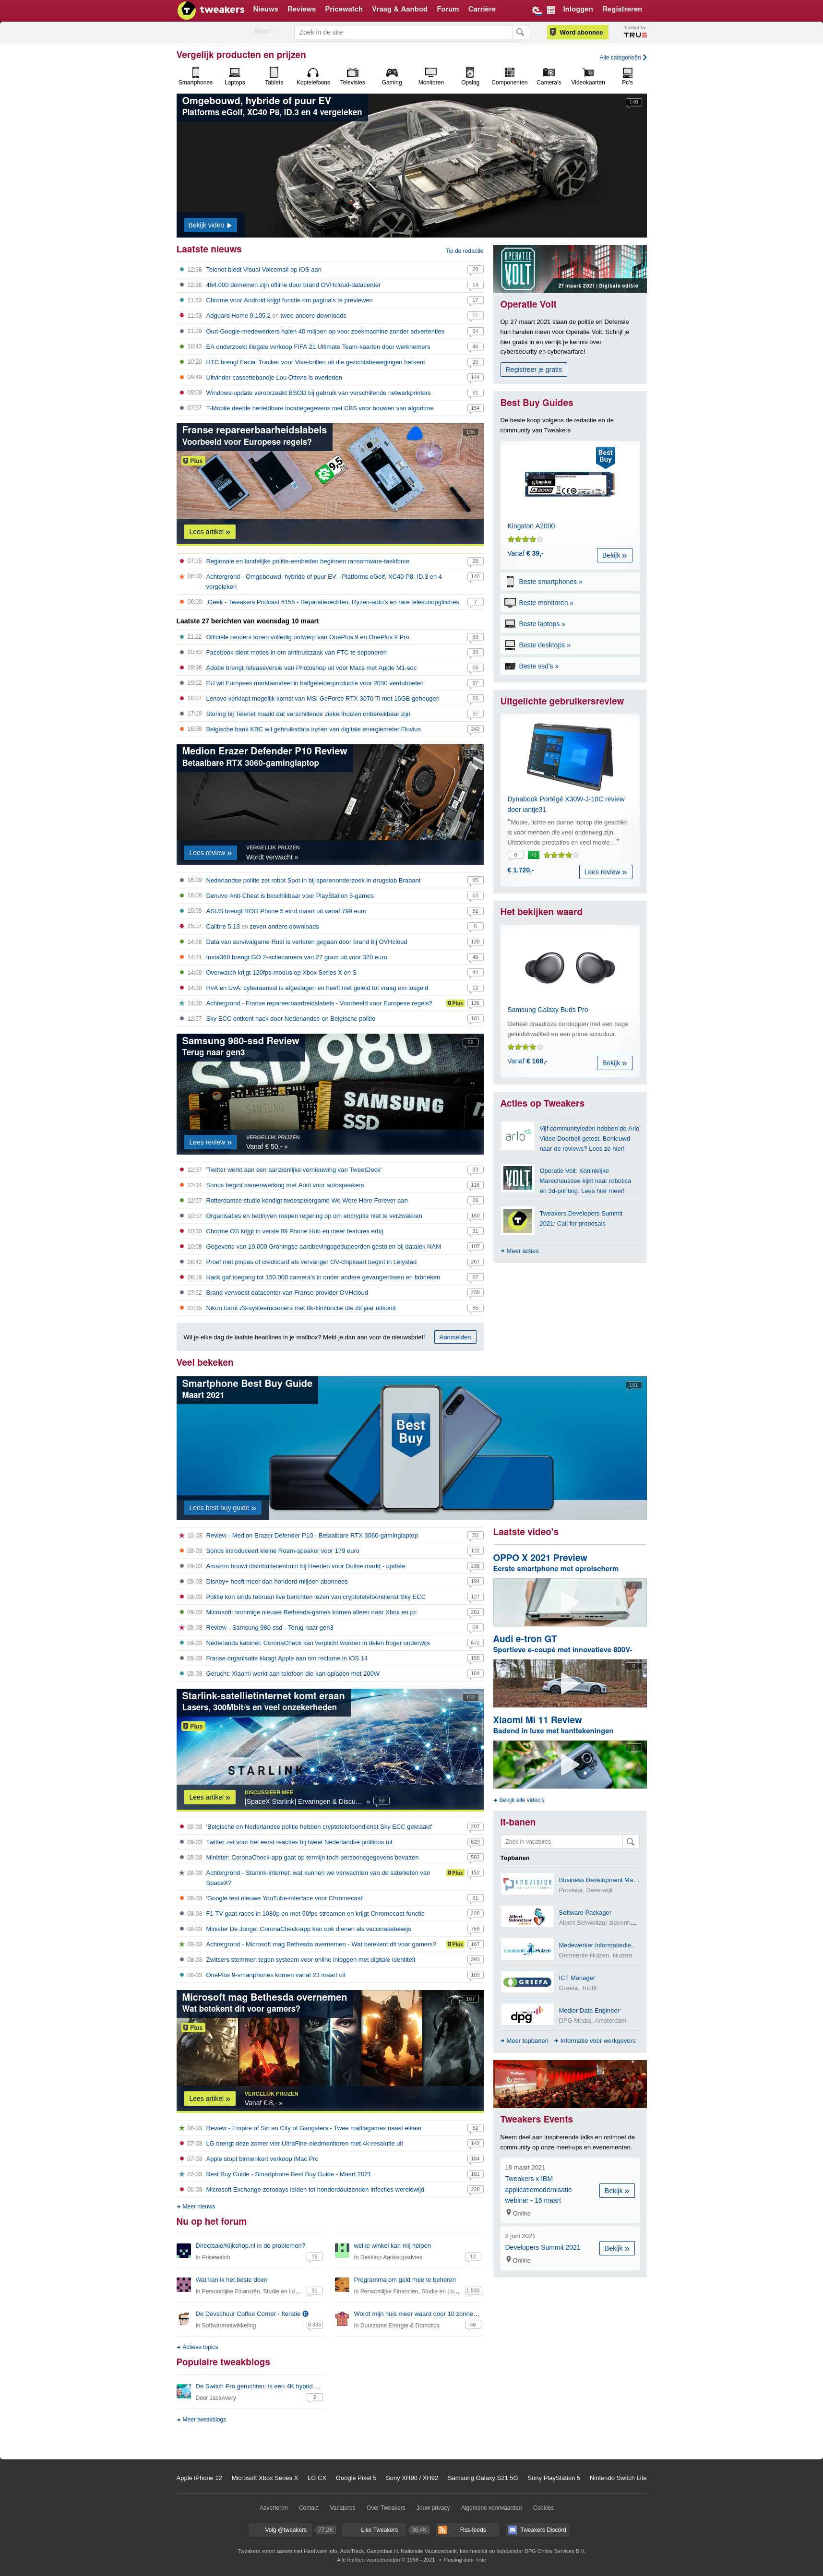 tweakers
Nieuws Reviews Pricewatch Vraag & Aanbod Forum Carrière Inloggen Registreren
Meer
Zoek in de site
Word abonnee
hosted by
TRUE
Vergelijk producten en prijzen
Alle categorieën
Smartphones Laptops Tablets Koptelefoons Televisies Gaming Monitoren Opslag Componenten Camera's Videokaarten Pc's
Omgebouwd, hybride of puur EV
Platforms eGolf, XC40 P8, ID.3 en 4 vergeleken
140
Bekijk video
Laatste nieuws
Tip de redactie
12:38 Telenet biedt Visual Voicemail op iOS aan 20
12:28 464.000 domeinen zijn offline door brand OVHcloud-datacenter 14
11:53 Chrome voor Android krijgt functie om pagina's te previewen 17
11:53 Adguard Home 0.105.2 en twee andere downloads 11
11:09 Oud-Google-medewerkers halen 40 miljoen op voor zoekmachine zonder advertenties 64
10:43 EA onderzoekt illegale verkoop FIFA 21 Ultimate Team-kaarten door werknemers 46
10:20 HTC brengt Facial Tracker voor Vive-brillen uit die gezichtsbewegingen herkent 20
09:49 Uitvinder cassettebandje Lou Ottens is overleden 144
09:09 Windows-update veroorzaakt BSOD bij gebruik van verschillende netwerkprinters 61
07:57 T-Mobile deelde herleidbare locatiegegevens met CBS voor bouwen van algoritme 154
Franse repareerbaarheidslabels
Voorbeeld voor Europese regels?
136
Plus
9,5
Lees artikel »
07:35 Regionale en landelijke politie-eenheden beginnen ransomware-taskforce 25
06:00 Achtergrond - Omgebouwd, hybride of puur EV - Platforms eGolf, XC40 P8, ID.3 en 4 140
vergeleken
06:00 .Geek - Tweakers Podcast #155 - Reparatierechten, Ryzen-auto's en rare telescoopglitches 7
Laatste 27 berichten van woensdag 10 maart
21:22 Officiële renders tonen volledig ontwerp van OnePlus 9 en OnePlus 9 Pro 60
20:53 Facebook dient moties in om antitrustzaak van FTC te seponeren 28
19:38 Adobe brengt releaseversie van Photoshop uit voor Macs met Apple M1-soc 56
19:02 EU wil Europees marktaandeel in halfgeleiderproductie voor 2030 verdubbelen 97
18:07 Lenovo verklapt mogelijk komst van MSI GeForce RTX 3070 Ti met 16GB geheugen 88
17:29 Storing bij Telenet maakt dat verschillende ziekenhuizen onbereikbaar zijn 37
16:58 Belgische bank KBC wil gebruiksdata inzien van digitale energiemeter Fluvius 242
Medion Erazer Defender P10 Review
Betaalbare RTX 3060-gaminglaptop
Lees review »
VERGELIJK PRIJZEN
Wordt verwacht »
16:09 Nederlandse politie zet robot Spot in bij sporenonderzoek in drugslab Brabant 85
16:08 Denuvo Anti-Cheat is beschikbaar voor PlayStation 5-games 63
15:59 ASUS brengt ROG Phone 5 eind maart uit vanaf 799 euro 52
15:07 Calibre 5.13 en zeven andere downloads 6
14:56 Data van survivalgame Rust is verloren gegaan door brand bij OVHcloud 128
14:31 Insta360 brengt GO 2-actiecamera van 27 gram uit voor 320 euro 45
14:09 Overwatch krijgt 120fps-modus op Xbox Series X en S 44
14:00 HvA en UvA: cyberaanval is afgeslagen en heeft niet geleid tot vraag om losgeld 12
14:00 Achtergrond - Franse repareerbaarheidslabels - Voorbeeld voor Europese regels? Plus 136
12:57 Sky ECC ontkent hack door Nederlandse en Belgische politie 181
Samsung 980-ssd Review
Terug naar gen3
69
SSD980
SAMSUNG
SAMSUNG
SSD
Lees review »
VERGELIJK PRIJZEN
Vanaf € 50,- »
12:37 'Twitter werkt aan een aanzienlijke vernieuwing van TweetDeck' 23
12:34 Sonos begint samenwerking met Audi voor autospeakers 116
12:07 Rotterdamse studio kondigt tweespelergame We Were Here Forever aan 26
10:57 Organisaties en bedrijven roepen regering op om encryptie niet te verzwakken 160
10:30 Chrome OS krijgt in versie 89 Phone Hub en meer features erbij 31
10:08 Gegevens van 19.000 Groningse aardbevingsgedupeerden gestolen bij datalek NAM 107
08:42 Proef met pinpas of creditcard als vervanger OV-chipkaart begint in Lelystad 267
08:19 Hack gaf toegang tot 150.000 camera's in onder andere gevangenissen en fabrieken 67
07:52 Brand verwoest datacenter van Franse provider OVHcloud 230
07:35 Nikon toont Z9-systeemcamera met 8k-filmfunctie die dit jaar uitkomt 85
Wil je elke dag de laatste headlines in je mailbox? Meld je dan aan voor de nieuwsbrief!
Aanmelden
OPERATIE VOLT
27 maart 2021 | Digitale editie
Operatie Volt
Op 27 maart 2021 slaan de politie en Defensie
hun handen ineen voor Operatie Volt. Schrijf je
hier gratis in en verrijk je kennis over
cybersecurity en cyberwarfare!
Registreer je gratis
Best Buy Guides
De beste koop volgens de redactie en de
community van Tweakers
Best Buy
Kingston A2000
Vanaf € 39,-
Bekijk »
Beste smartphones »
Beste monitoren »
Beste laptops »
Beste desktops »
Beste ssd's »
Uitgelichte gebruikersreview
Dynabook Portégé X30W-J-10C review
door iantje31
“Mooie, lichte en dunne laptop die geschikt
is voor mensen die veel onderweg zijn.
Uitstekende prestaties en veel mooie…”
0
€ 1.720,-
Lees review »
Het bekijken waard
Samsung Galaxy Buds Pro
Geheel draadloze oordoppen met een hoge
geluidskwaliteit en een prima accuduur.
Vanaf € 168,-
Bekijk »
Acties op Tweakers
arlo
Vijf communityleden hebben de Arlo
Video Doorbell getest. Benieuwd
naar de reviews? Lees ze hier!
VOLT
Operatie Volt: Koninklijke
Marechaussee kijkt naar robotica
en 3d-printing. Lees hier meer!
Tweakers Developers Summit
2021: Call for proposals
Meer acties
Veel bekeken
Smartphone Best Buy Guide
Maart 2021
161
Best Buy
Lees best buy guide »
10-03 Review - Medion Erazer Defender P10 - Betaalbare RTX 3060-gaminglaptop 50
09-03 Sonos introduceert kleine Roam-speaker voor 179 euro 122
09-03 Amazon bouwt distributiecentrum bij Heerlen voor Duitse markt - update 236
09-03 Disney+ heeft meer dan honderd miljoen abonnees 194
09-03 Politie kon sinds februari live berichten lezen van cryptotelefoondienst Sky ECC 127
09-03 Microsoft: sommige nieuwe Bethesda-games komen alleen naar Xbox en pc 201
09-03 Review - Samsung 980-ssd - Terug naar gen3 69
09-03 Nederlands kabinet: CoronaCheck kan verplicht worden in delen hoger onderwijs 672
09-03 Franse organisatie klaagt Apple aan om reclame in iOS 14 155
09-03 Gerucht: Xiaomi werkt aan telefoon die kan opladen met 200W 164
Starlink-satellietinternet komt eraan
Lasers, 300Mbit/s en veel onzekerheden
152
Plus
STARLINK
Lees artikel »
DISCUSSIEER MEE
[SpaceX Starlink] Ervaringen & Discu… » 59
09-03 'Belgische en Nederlandse politie hebben cryptotelefoondienst Sky ECC gekraakt' 207
09-03 Twitter zet voor het eerst reacties bij tweet Nederlandse politicus uit 829
09-03 Minister: CoronaCheck-app gaat op termijn toch persoonsgegevens bevatten 502
09-03 Achtergrond - Starlink-internet: wat kunnen we verwachten van de satellieten van Plus 152
SpaceX?
08-03 'Google test nieuwe YouTube-interface voor Chromecast' 91
08-03 F1 TV gaat races in 1080p en met 50fps streamen en krijgt Chromecast-functie 228
08-03 Minister De Jonge: CoronaCheck-app kan ook dienen als vaccinatiebewijs 759
08-03 Achtergrond - Microsoft mag Bethesda overnemen - Wat betekent dit voor gamers? Plus 167
08-03 Zwitsers stemmen tegen systeem voor online inloggen met digitale identiteit 393
08-03 OnePlus 9-smartphones komen vanaf 23 maart uit 103
Microsoft mag Bethesda overnemen
Wat betekent dit voor gamers?
167
Plus
Lees artikel »
VERGELIJK PRIJZEN
Vanaf € 8,- »
08-03 Review - Empire of Sin en City of Gangsters - Twee maffiagames naast elkaar 52
07-03 LG brengt deze zomer vier UltraFine-oledmonitoren met 4k-resolutie uit 142
07-03 Apple stopt binnenkort verkoop iMac Pro 184
07-03 Best Buy Guide - Smartphone Best Buy Guide - Maart 2021 161
06-03 Microsoft Exchange-zerodays leiden tot honderdduizenden infecties wereldwijd 228
Meer nieuws
Laatste video's
OPPO X 2021 Preview
Eerste smartphone met oprolscherm
Audi e-tron GT
Sportieve e-coupé met innovatieve 800V-
Xiaomi Mi 11 Review
Badend in luxe met kanttekeningen
Bekijk alle video's
It-banen
Zoek in vacatures
Topbanen
PROVISIOR
Business Development Ma…
Provisior, Beverwijk
Albert Schweitzer
Software Packager
Albert Schweitzer ziekenh…
Gemeente Huizen
Medewerker Informatiedie…
Gemeente Huizen, Huizen
GREEFA
ICT Manager
Greefa, Tricht
dpg media
Medior Data Engineer
DPG Media, Amsterdam
Meer topbanen Informatie voor werkgevers
Tweakers Events
Neem deel aan inspirerende talks en ontmoet de
community op onze meet-ups en evenementen.
16 maart 2021
Tweakers x IBM
applicatiemodernisatie
webinar - 16 maart
Online
Bekijk »
2 juni 2021
Developers Summit 2021
Online
Bekijk »
Nu op het forum
Directsale/Kijkshop.nl in de problemen?
In Pricewatch 19
welke winkel kan mij helpen
In Desktop Aankoopadvies 12
Wat kan ik het beste doen
In Persoonlijke Financiën, Studie en Lo… 31
Programma om geld mee te beheren
In Persoonlijke Financiën, Studie en Lo… 1.530
De Devschuur Coffee Corner - Iteratie ⓬
In Softwareontwikkeling 8.835
Wordt mijn huis meer waard door 10 zonne…
In Duurzame Energie & Domotica 46
Actieve topics
Populaire tweakblogs
De Switch Pro geruchten: is een 4K hybrid …
Door JackAvery 2
Meer tweakblogs
Apple iPhone 12 Microsoft Xbox Series X LG CX Google Pixel 5 Sony XH90 / XH92 Samsung Galaxy S21 5G Sony PlayStation 5 Nintendo Switch Lite
Adverteren Contact Vacatures Over Tweakers Jouw privacy Algemene voorwaarden Cookies
Volg @tweakers 77,2K Like Tweakers 36,4K Rss-feeds Tweakers Discord
Tweakers vormt samen met Hardware Info, AutoTrack, Gaspedaal.nl, Nationale Vacaturebank, Intermediair en Independer DPG Online Services B.V.
Alle rechten voorbehouden © 1998 - 2021 • Hosting door True